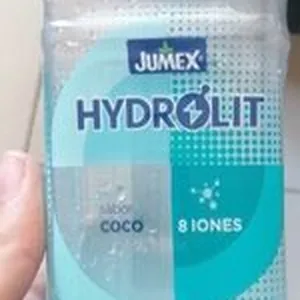 JUMEX
HYDROLIT
sabor
COCO
8 IONES